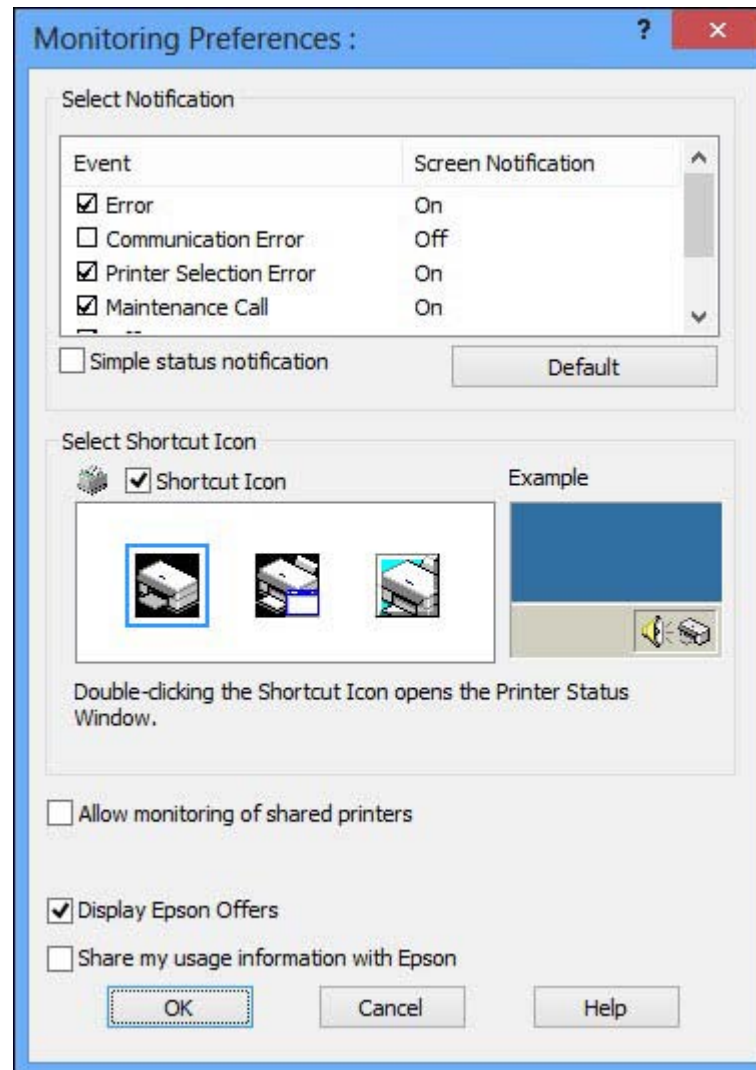 Monitoring Preferences :
?
Select Notification
Event Screen Notification
Error On
Communication Error Off
Printer Selection Error On
Maintenance Call On
Simple status notification Default
Select Shortcut Icon
Shortcut Icon Example
Double-clicking the Shortcut Icon opens the Printer Status
Window.
Allow monitoring of shared printers
Display Epson Offers
Share my usage information with Epson
OK Cancel Help